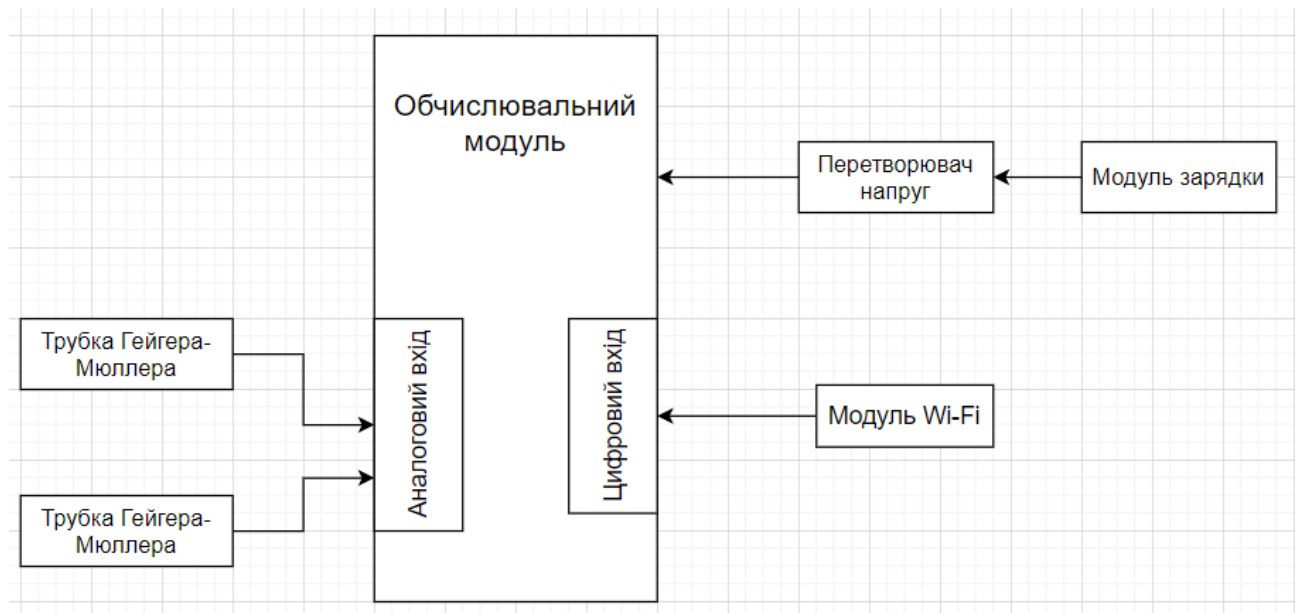 Обчислювальний
модуль
Перетворювач
напруг
Модуль зарядки
Трубка Гейгера-
Мюллера
Аналоговий вхід
Цифровий вхід
Модуль Wi-Fi
Трубка Гейгера-
Мюллера